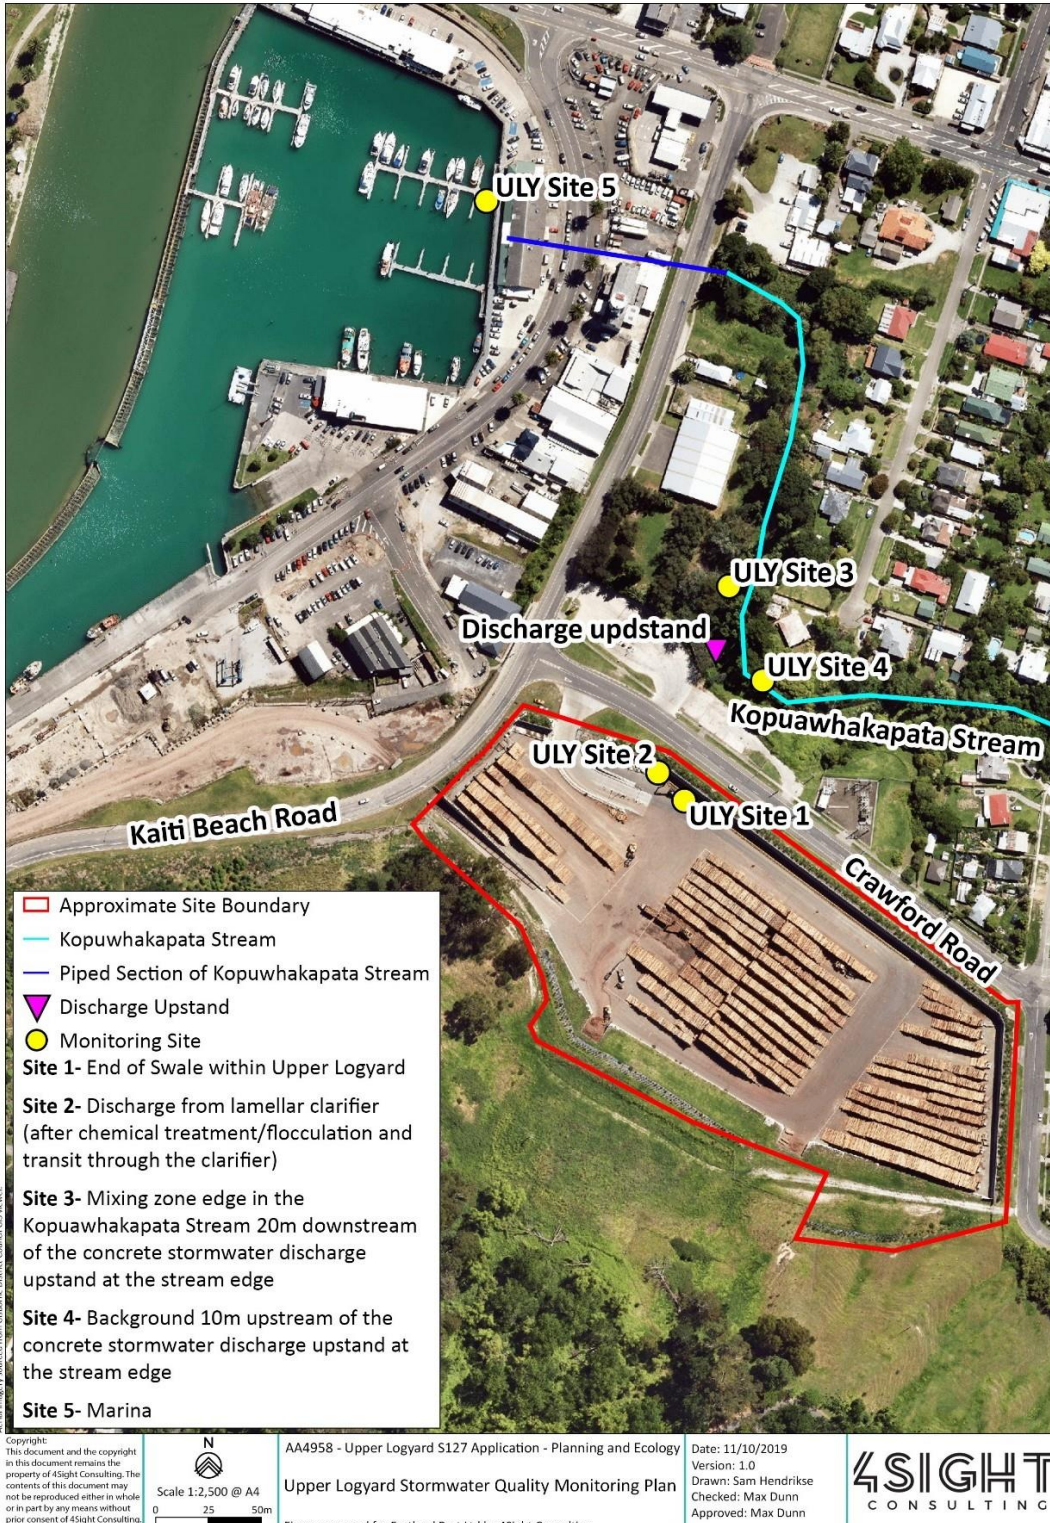 ULY Site 5
ULY Site 3
Discharge updstand
ULY Site 4
Kopuawhakapata Stream
ULY Site 2
ULY Site 1
Kaiti Beach Road
Crawford Road
Approximate Site Boundary
Kopuwhakapata Stream
Piped Section of Kopuwhakapata Stream
Discharge Upstand
Monitoring Site
Site 1- End of Swale within Upper Logyard
Site 2- Discharge from lamellar clarifier
(after chemical treatment/flocculation and
transit through the clarifier)
Site 3- Mixing zone edge in the
Kopuawhakapata Stream 20m downstream
of the concrete stormwater discharge
upstand at the stream edge
Site 4- Background 10m upstream of the
concrete stormwater discharge upstand at
the stream edge
Site 5- Marina
Copyright:
This document and the copyright
in this document remains the
property of 4Sight Consulting. The
contents of this document may
not be reproduced either in whole
or in part by any means without
prior consent of 4Sight Consulting.
N
Scale 1:2,500 @ A4
0 25 50m
AA4958 - Upper Logyard S127 Application - Planning and Ecology
Upper Logyard Stormwater Quality Monitoring Plan
Date: 11/10/2019
Version: 1.0
Drawn: Sam Hendrikse
Checked: Max Dunn
Approved: Max Dunn
4SIGHT
CONSULTING